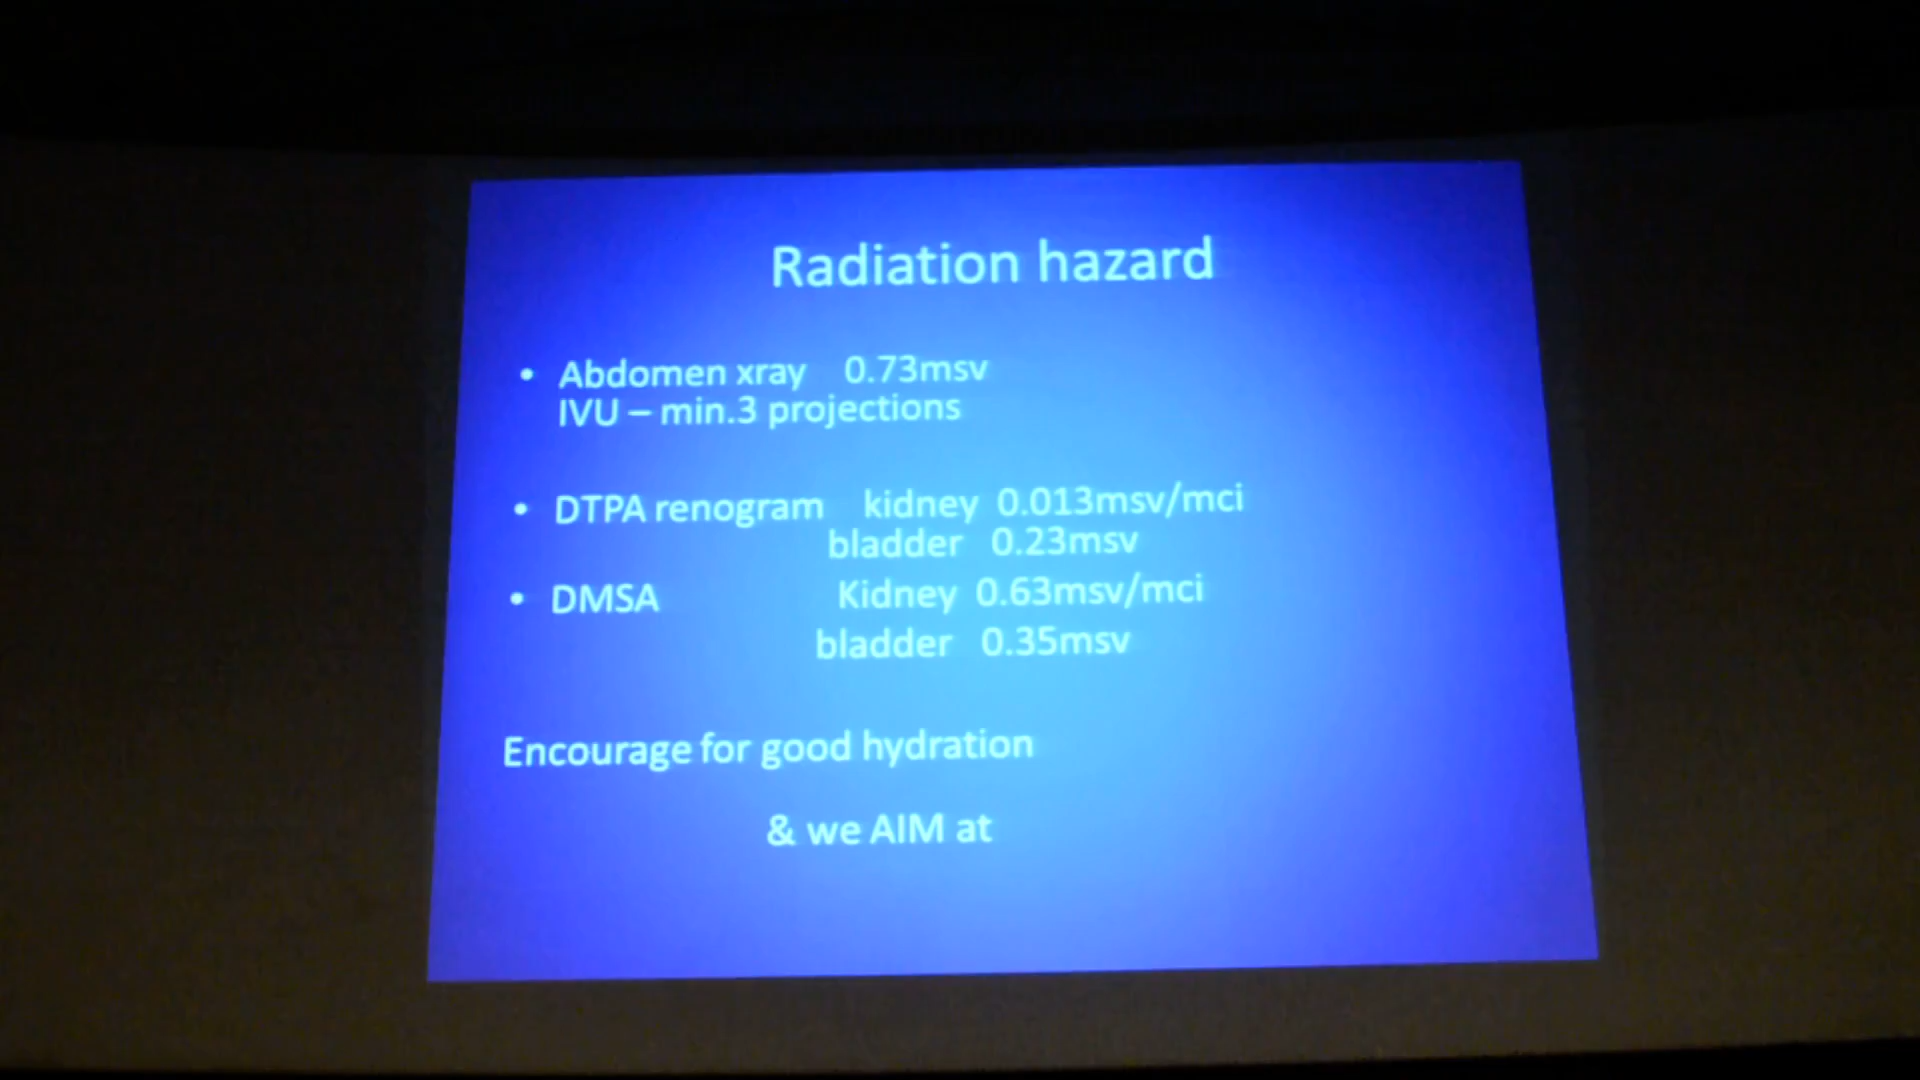 Radiation hazard
• Abdomen xray 0.73msv
IVU – min.3 projections
• DTPA renogram kidney 0.013msv/mci
bladder 0.23msv
• DMSA Kidney 0.63msv/mci
bladder 0.35msv
Encourage for good hydration
& we AIM at